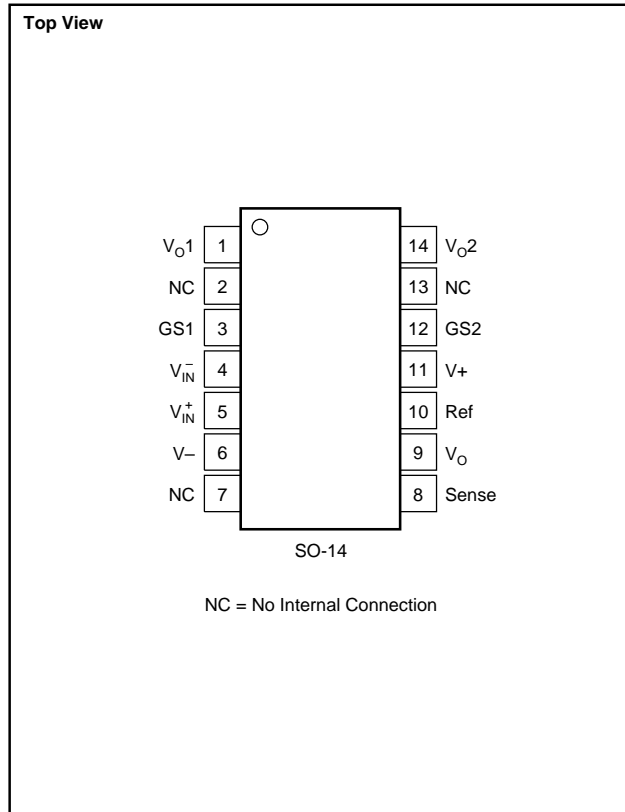 Top View
V_O1 1 14 V_O2
NC 2 13 NC
GS1 3 12 GS2
V_IN^– 4 11 V+
V_IN^+ 5 10 Ref
V– 6 9 V_O
NC 7 8 Sense
SO-14
NC = No Internal Connection